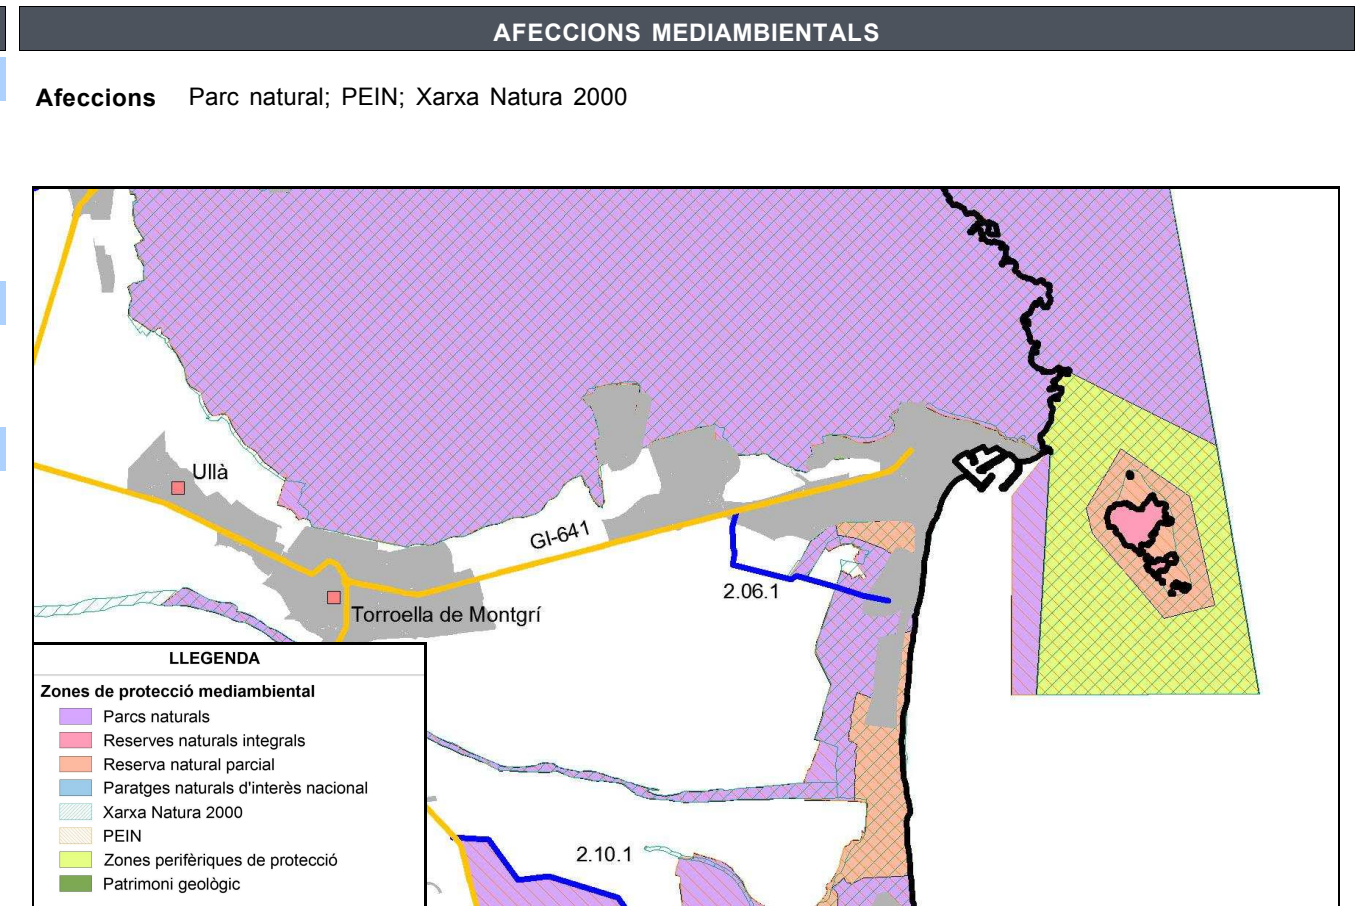 AFECCIONS MEDIAMBIENTALS
Afeccions Parc natural; PEIN; Xarxa Natura 2000
Ullà
GI-641
2.06.1
Torroella de Montgrí
LLEGENDA
Zones de protecció mediambiental
Parcs naturals
Reserves naturals integrals
Reserva natural parcial
Paratges naturals d'interès nacional
Xarxa Natura 2000
PEIN
Zones perifèriques de protecció
Patrimoni geològic
2.10.1